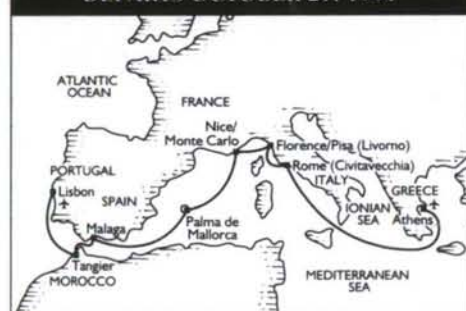 ATLANTIC
OCEAN
FRANCE
Nice/
Monte Carlo
Florence/Pisa (Livorno)
Rome (Civitavecchia)
ITALY
PORTUGAL
Lisbon
SPAIN
GREECE
IONIAN
SEA
Athens
Malaga
Palma de
Mallorca
Tangier
MOROCCO
MEDITERRANEAN
SEA